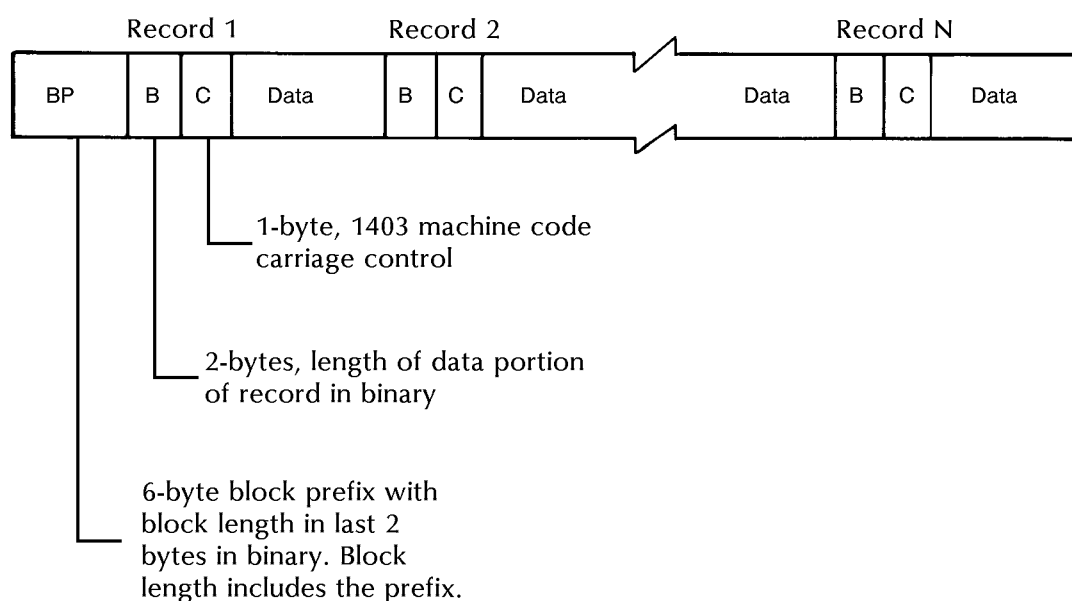 Record 1 Record 2 Record N
BP B C Data B C Data Data B C Data
1-byte, 1403 machine code
carriage control
2-bytes, length of data portion
of record in binary
6-byte block prefix with
block length in last 2
bytes in binary. Block
length includes the prefix.